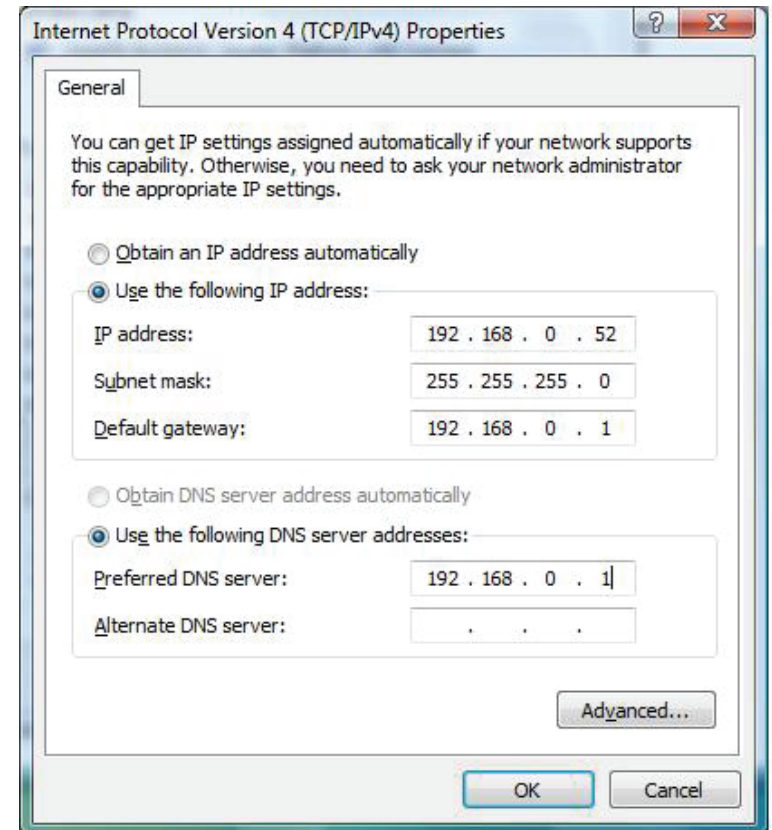 Internet Protocol Version 4 (TCP/IPv4) Properties
General
You can get IP settings assigned automatically if your network supports
this capability. Otherwise, you need to ask your network administrator
for the appropriate IP settings.
Obtain an IP address automatically
Use the following IP address:
IP address: 192 . 168 . 0 . 52
Subnet mask: 255 . 255 . 255 . 0
Default gateway: 192 . 168 . 0 . 1
Obtain DNS server address automatically
Use the following DNS server addresses:
Preferred DNS server: 192 . 168 . 0 . 1
Alternate DNS server: . . .
Advanced...
OK Cancel